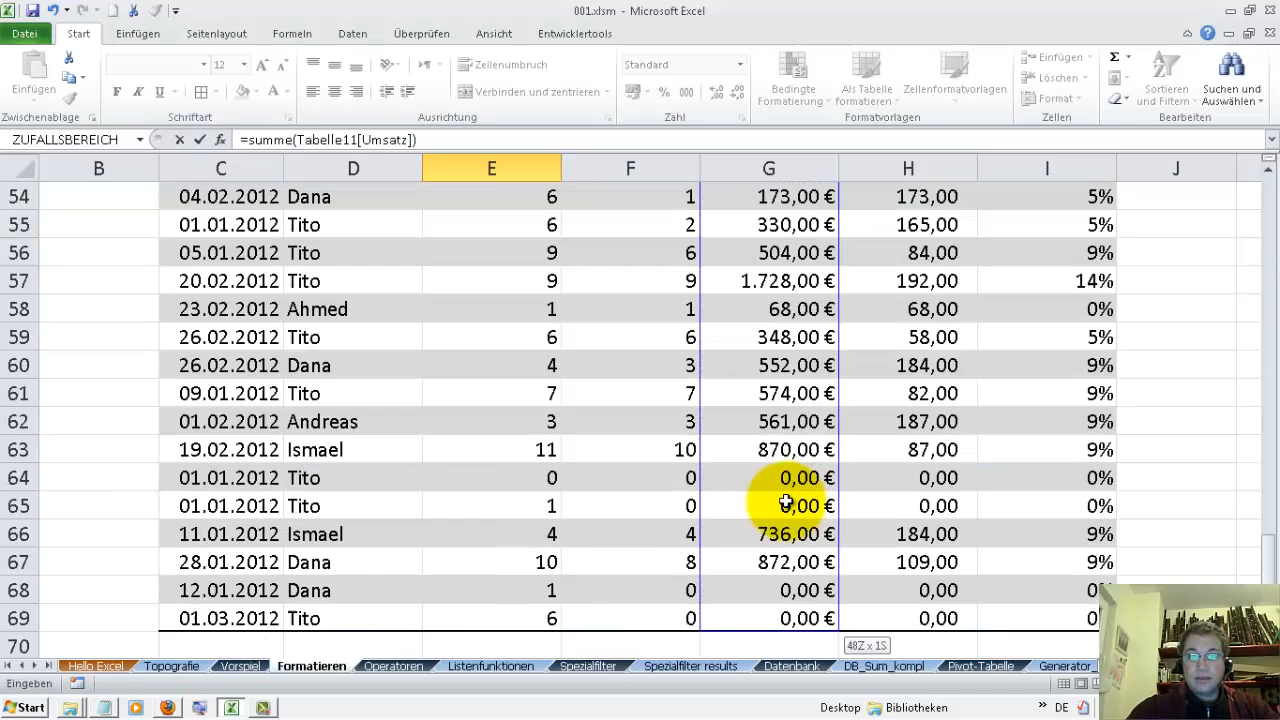 001.xlsm - Microsoft Excel
Datei Start Einfügen Seitenlayout Formeln Daten Überprüfen Ansicht Entwicklertools
12 Zeilenumbruch Standard Einfügen
Einfügen Verbinden und zentrieren Bedingte Formatierung Als Tabelle formatieren Zellenformatvorlagen Löschen Format Sortieren und Filtern Suchen und Auswählen
Zwischenablage Schriftart Ausrichtung Zahl Formatvorlagen Zellen Bearbeiten
ZUFALLSBEREICH =summe(Tabelle11[Umsatz])
B C D E F G H I J
54 04.02.2012 Dana 6 1 173,00 € 173,00 5%
55 01.01.2012 Tito 6 2 330,00 € 165,00 5%
56 05.01.2012 Tito 9 6 504,00 € 84,00 9%
57 20.02.2012 Tito 9 9 1.728,00 € 192,00 14%
58 23.02.2012 Ahmed 1 1 68,00 € 68,00 0%
59 26.02.2012 Tito 6 6 348,00 € 58,00 5%
60 26.02.2012 Dana 4 3 552,00 € 184,00 9%
61 09.01.2012 Tito 7 7 574,00 € 82,00 9%
62 01.02.2012 Andreas 3 3 561,00 € 187,00 9%
63 19.02.2012 Ismael 11 10 870,00 € 87,00 9%
64 01.01.2012 Tito 0 0 0,00 € 0,00 0%
65 01.01.2012 Tito 1 0 0,00 € 0,00 0%
66 11.01.2012 Ismael 4 4 736,00 € 184,00 9%
67 28.01.2012 Dana 10 8 872,00 € 109,00 9%
68 12.01.2012 Dana 1 0 0,00 € 0,00 0%
69 01.03.2012 Tito 6 0 0,00 € 0,00 0
70 48Z x 1S
Hello Excel Topografie Vorspiel Formatieren Operatoren Listenfunktionen Spezialfilter Spezialfilter results Datenbank DB_Sum_kompl Pivot-Tabelle Generator_
Eingeben
Start Desktop Bibliotheken DE